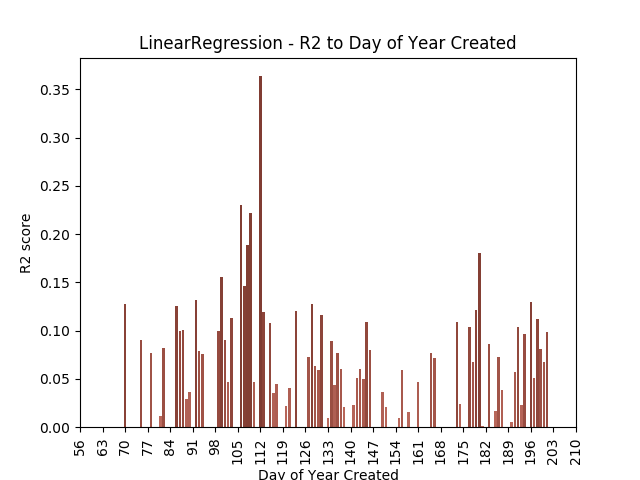 LinearRegression - R2 to Day of Year Created
0.35
0.30
0.25
0.20
0.15
0.10
0.05
0.00
R2 score
56 63 70 77 84 91 98 105 112 119 126 133 140 147 154 161 168 175 182 189 196 203 210
Day of Year Created